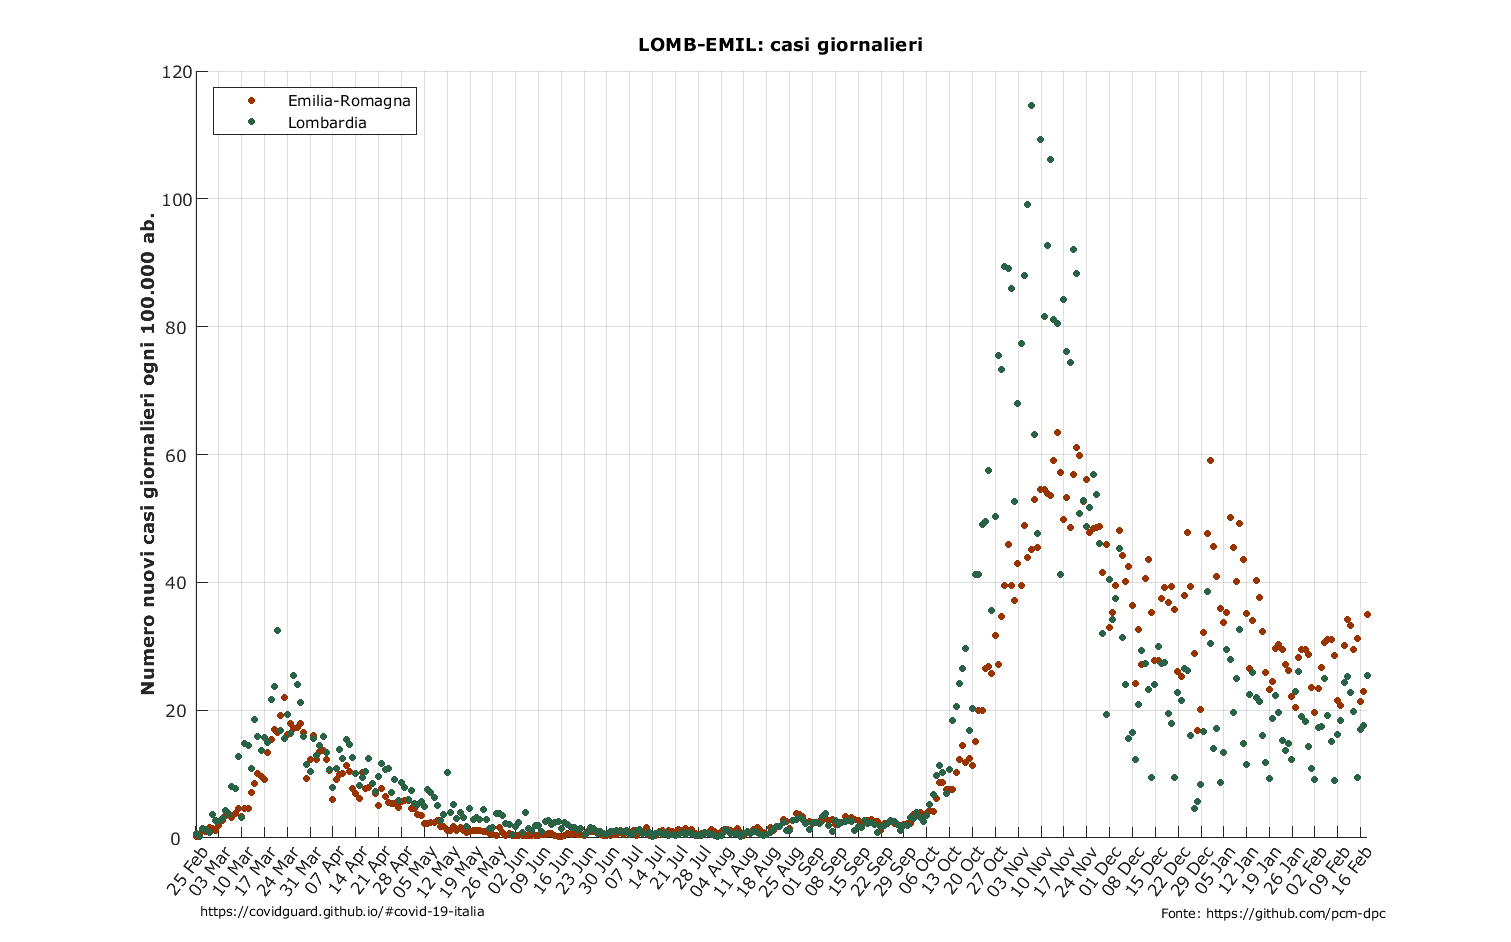 LOMB-EMIL: casi giornalieri
Emilia-Romagna
Lombardia
Numero nuovi casi giornalieri ogni 100.000 ab.
120
100
80
60
40
20
0
25 Feb
03 Mar
10 Mar
17 Mar
24 Mar
31 Mar
07 Apr
14 Apr
21 Apr
28 Apr
05 May
12 May
19 May
26 May
02 Jun
09 Jun
16 Jun
23 Jun
30 Jun
07 Jul
14 Jul
21 Jul
28 Jul
04 Aug
11 Aug
18 Aug
25 Aug
01 Sep
08 Sep
15 Sep
22 Sep
29 Sep
06 Oct
13 Oct
20 Oct
27 Oct
03 Nov
10 Nov
17 Nov
24 Nov
01 Dec
08 Dec
15 Dec
22 Dec
29 Dec
05 Jan
12 Jan
19 Jan
26 Jan
02 Feb
09 Feb
16 Feb
https://covidguard.github.io/#covid-19-italia
Fonte: https://github.com/pcm-dpc